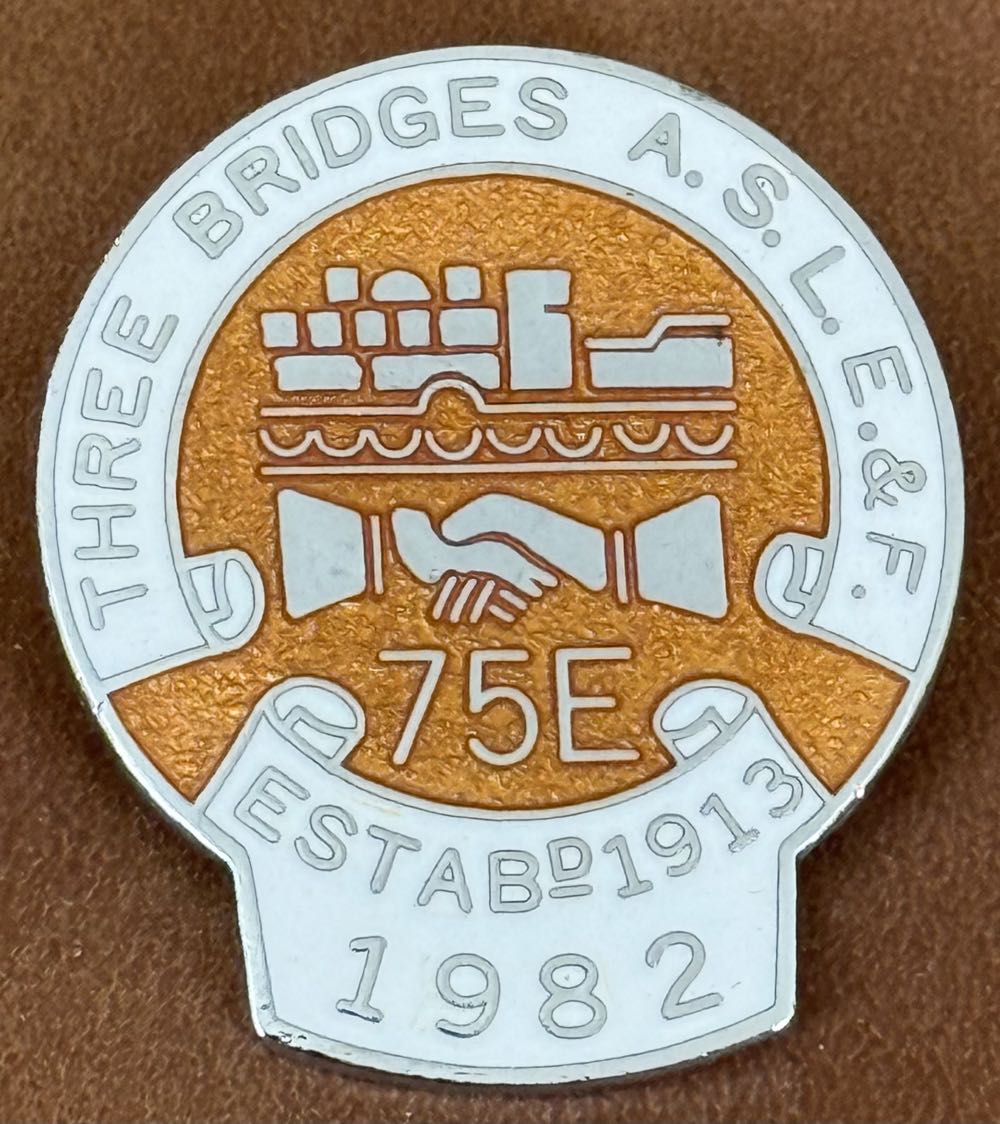 THREE BRIDGES A.S.L.E.&F.
75E
ESTABD 1913
1982